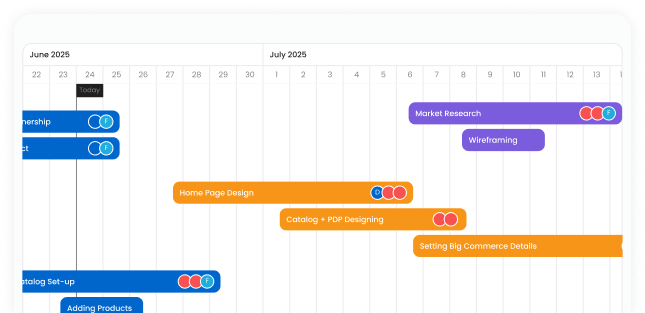 June 2025 July 2025
22 23 24 25 26 27 28 29 30 1 2 3 4 5 6 7 8 9 10 11 12 13
Today
Market Research F
nership F
Wireframing
ct F
Home Page Design D
Catalog + PDP Designing
Setting Big Commerce Details
atalog Set-up F
Adding Products